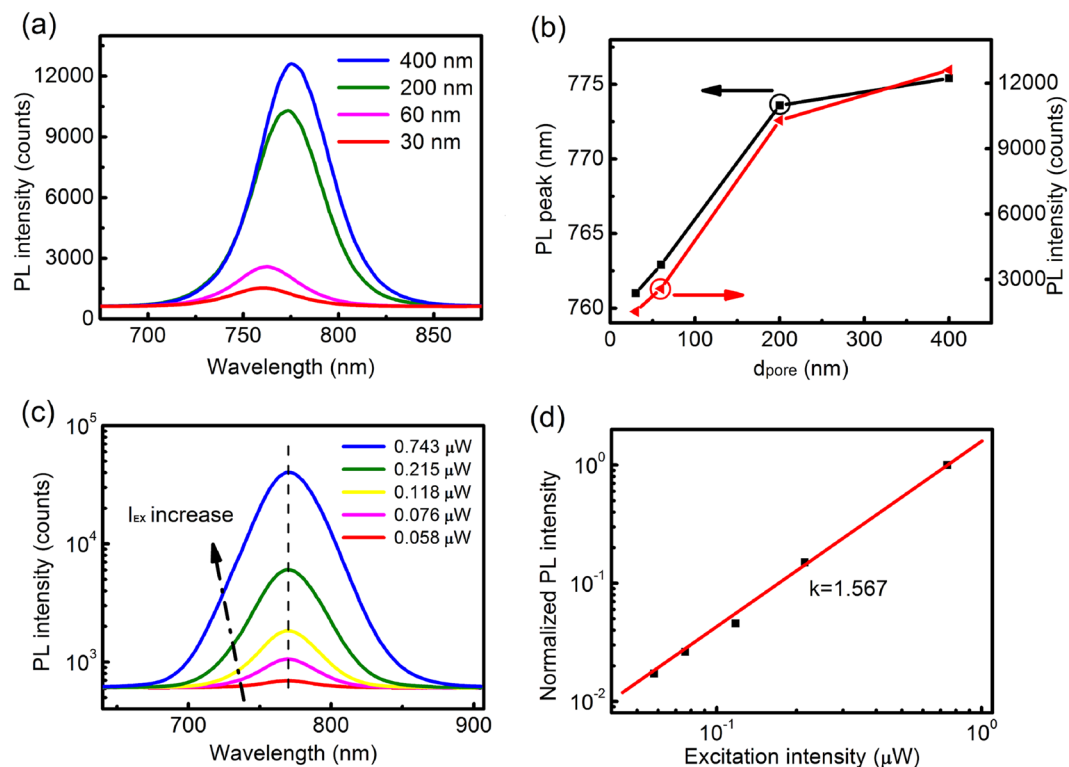 (a)
PL intensity (counts)
12000
9000
6000
3000
0
400 nm
200 nm
60 nm
30 nm
700 750 800 850
Wavelength (nm)
(b)
PL peak (nm)
775
770
765
760
12000
9000
6000
3000
PL intensity (counts)
0 100 200 300 400
dpore (nm)
(c)
PL intensity (counts)
10^5
10^4
10^3
0.743 μW
0.215 μW
0.118 μW
0.076 μW
0.058 μW
IEX increase
700 800 900
Wavelength (nm)
(d)
Normalized PL intensity
10^0
10^-1
10^-2
k=1.567
10^-1 10^0
Excitation intensity (μW)